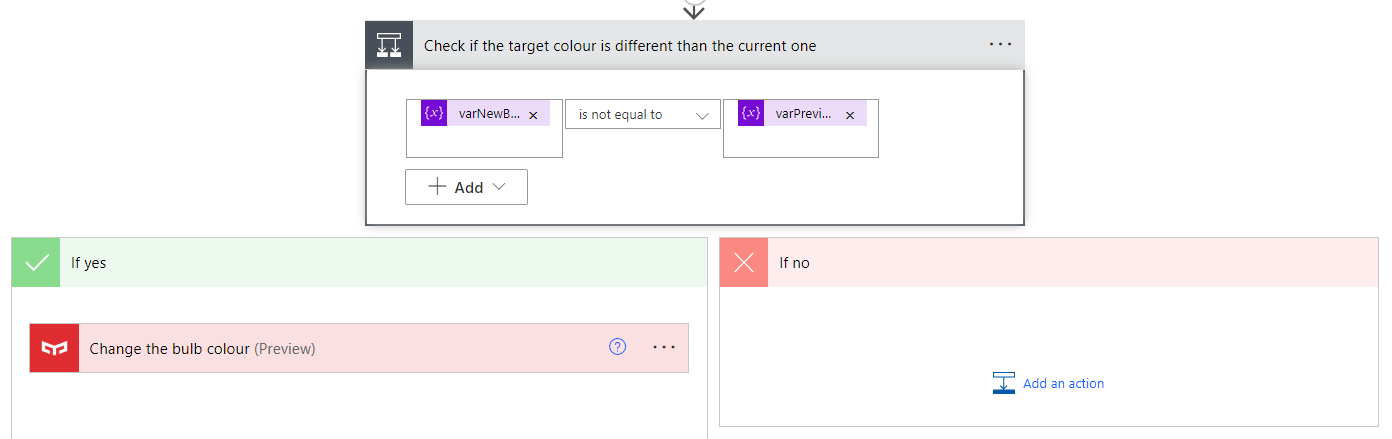 Check if the target colour is different than the current one
{x} varNewB... × is not equal to {x} varPrevi... ×
Add
If yes
If no
Change the bulb colour (Preview)
Add an action